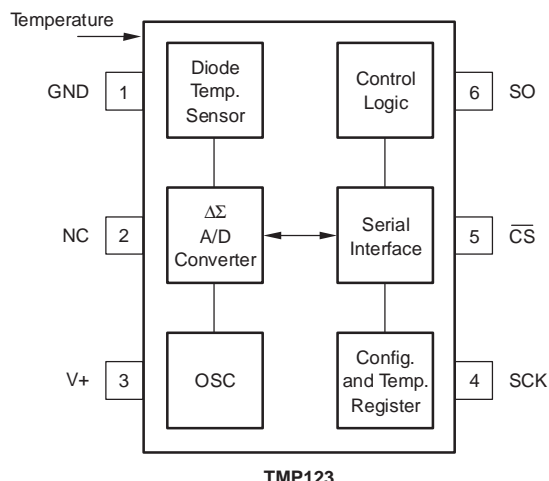 Temperature
GND
1
Diode
Temp.
Sensor
Control
Logic
6
SO
NC
2
ΔΣ
A/D
Converter
Serial
Interface
5
C̅S̅
V+
3
OSC
Config.
and Temp.
Register
4
SCK
TMP123